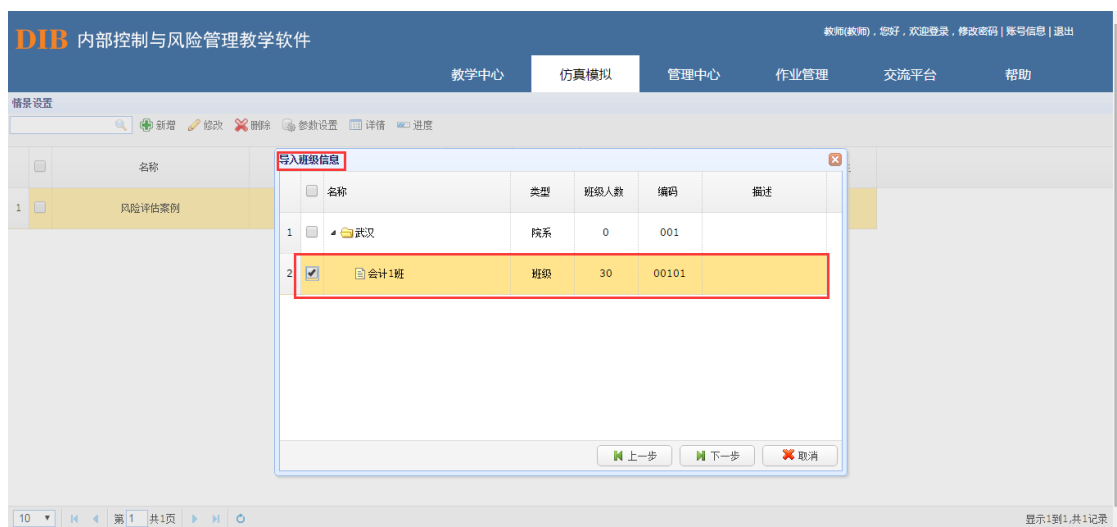 DIB 内部控制与风险管理教学软件
教师(教师)，您好，欢迎登录，修改密码 | 账号信息 | 退出
教学中心 仿真模拟 管理中心 作业管理 交流平台 帮助
情景设置
新增 修改 删除 参数设置 详情 进度
名称
1 风险评估案例
导入班级信息
名称 类型 班级人数 编码 描述
1 武汉 院系 0 001
2 会计1班 班级 30 00101
上一步 下一步 取消
10 第 1 共1页 显示1到1,共1记录